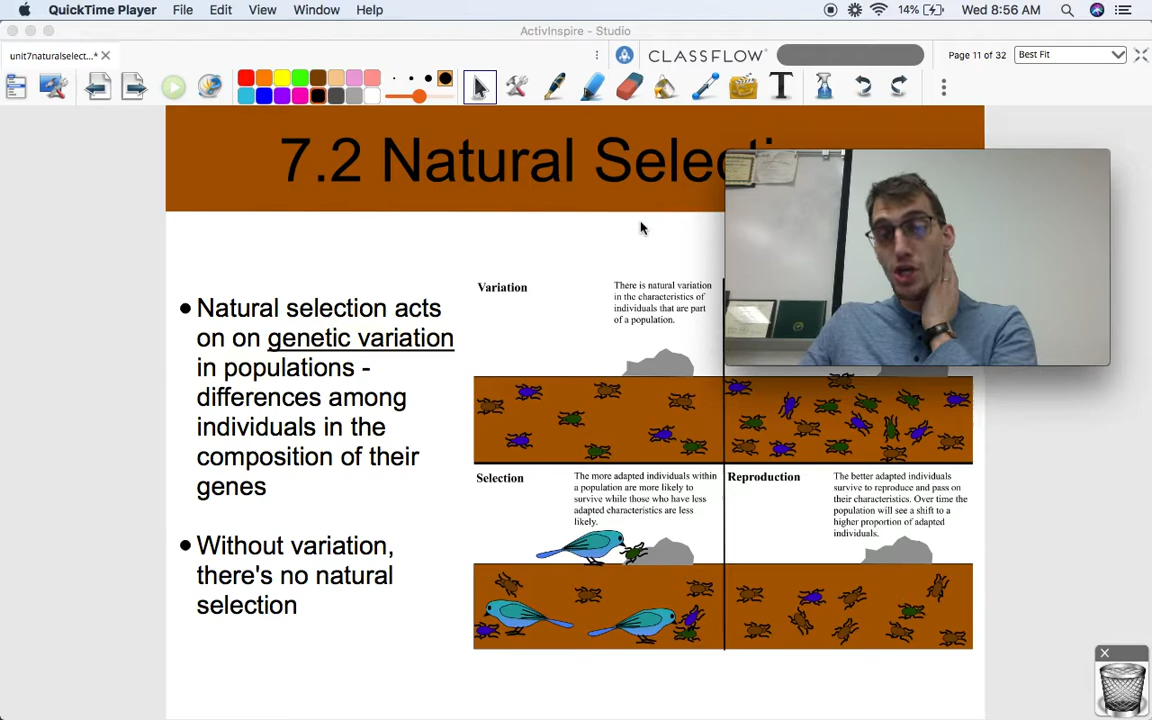 QuickTime Player File Edit View Window Help 14% Wed 8:56 AM
ActivInspire - Studio
unit7naturalselect...* CLASSFLOW Page 11 of 32 Best Fit
7.2 Natural Selecti
Natural selection acts
on on genetic variation
in populations -
differences among
individuals in the
composition of their
genes
Without variation,
there's no natural
selection
Variation
There is natural variation
in the characteristics of
individuals that are part
of a population.
Selection
The more adapted individuals within
a population are more likely to
survive while those who have less
adapted characteristics are less
likely.
Reproduction
The better adapted individuals
survive to reproduce and pass on
their characteristics. Over time the
population will see a shift to a
higher proportion of adapted
individuals.